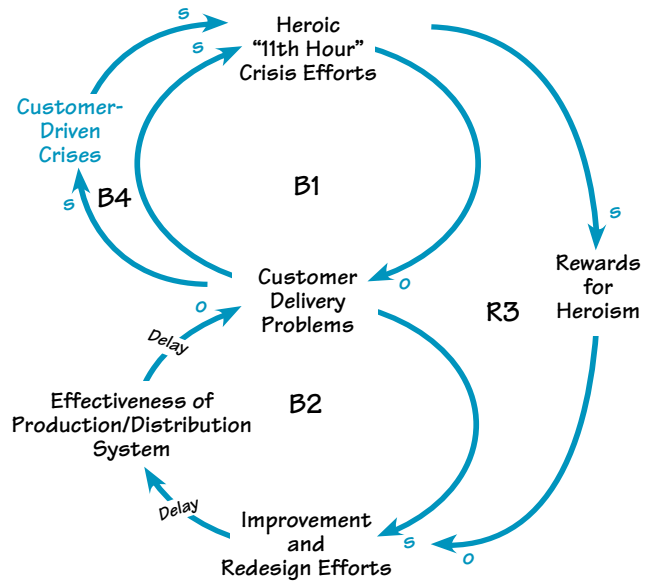 s
Heroic
“11th Hour”
Crisis Efforts
s
Customer-
Driven
Crises
s
B4
B1
s
Rewards
for
Heroism
Customer
Delivery
Problems
o
o
R3
Delay
Effectiveness of
Production/Distribution
System
B2
Delay
Improvement
and
Redesign Efforts
s
o